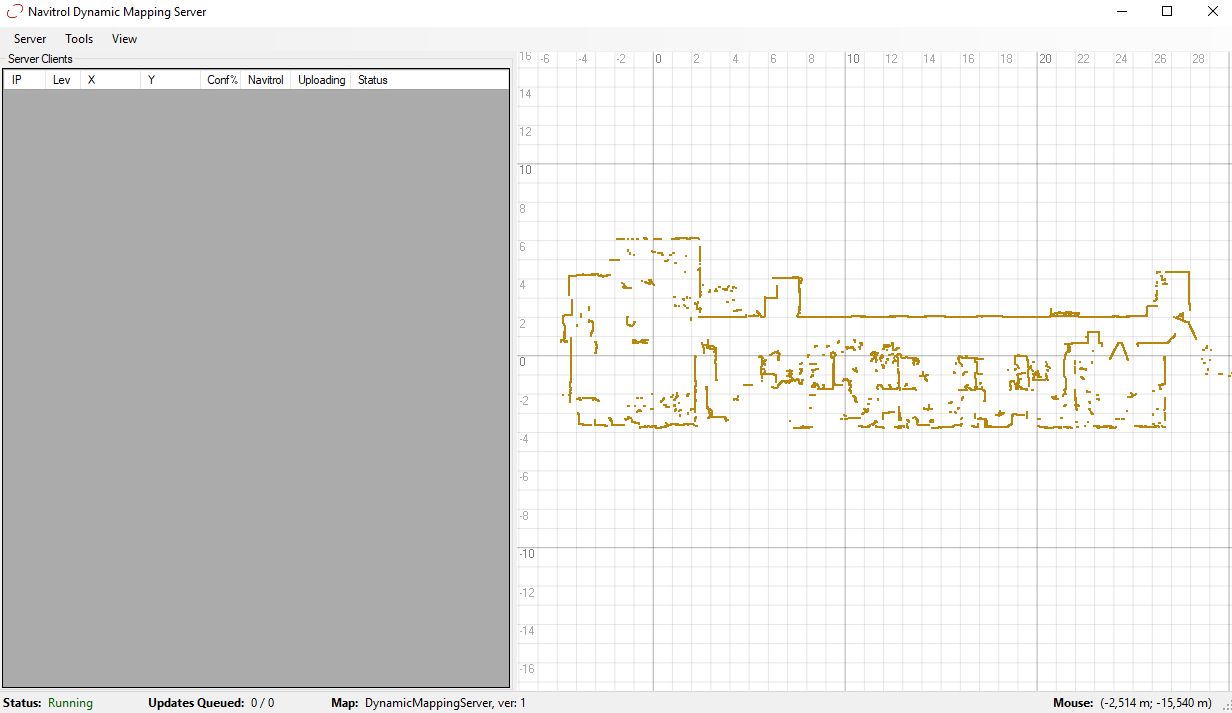 Navitrol Dynamic Mapping Server
Server Tools View
Server Clients
IP Lev X Y Conf% Navitrol Uploading Status
16 -6 -4 -2 0 2 4 6 8 10 12 14 16 18 20 22 24 26 28
14
12
10
8
6
4
2
0
-2
-4
-6
-8
-10
-12
-14
-16
Status: Running Updates Queued: 0 / 0 Map: DynamicMappingServer, ver: 1 Mouse: (-2,514 m; -15,540 m)